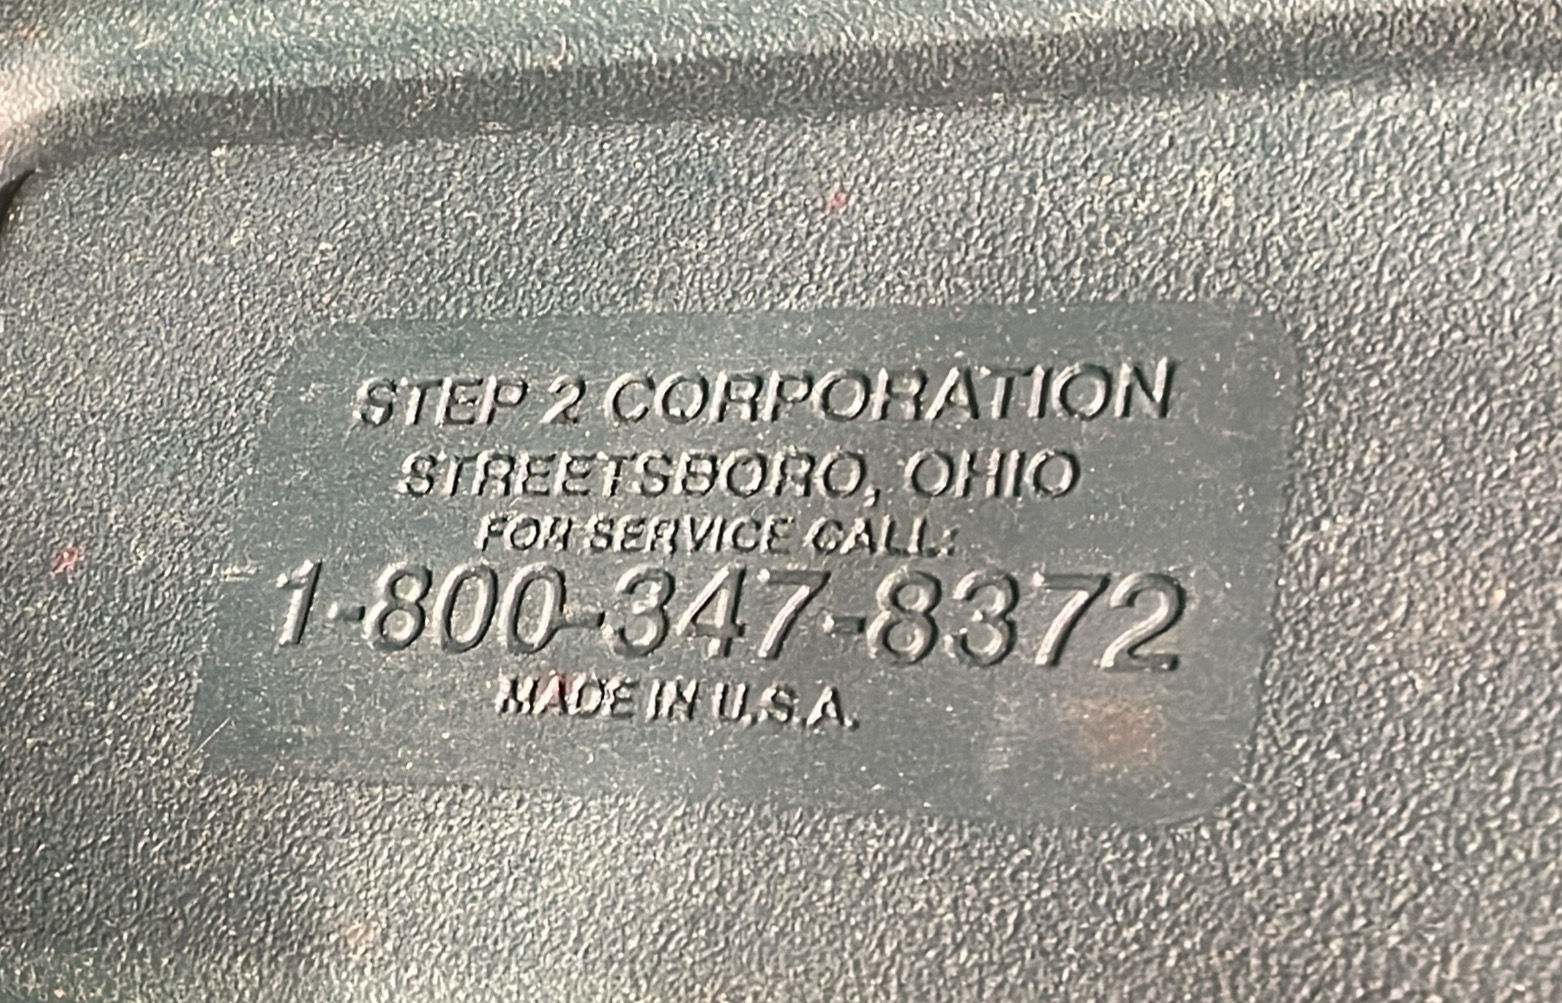 STEP 2 CORPORATION
STREETSBORO, OHIO
FOR SERVICE CALL:
1-800-347-8372
MADE IN U.S.A.